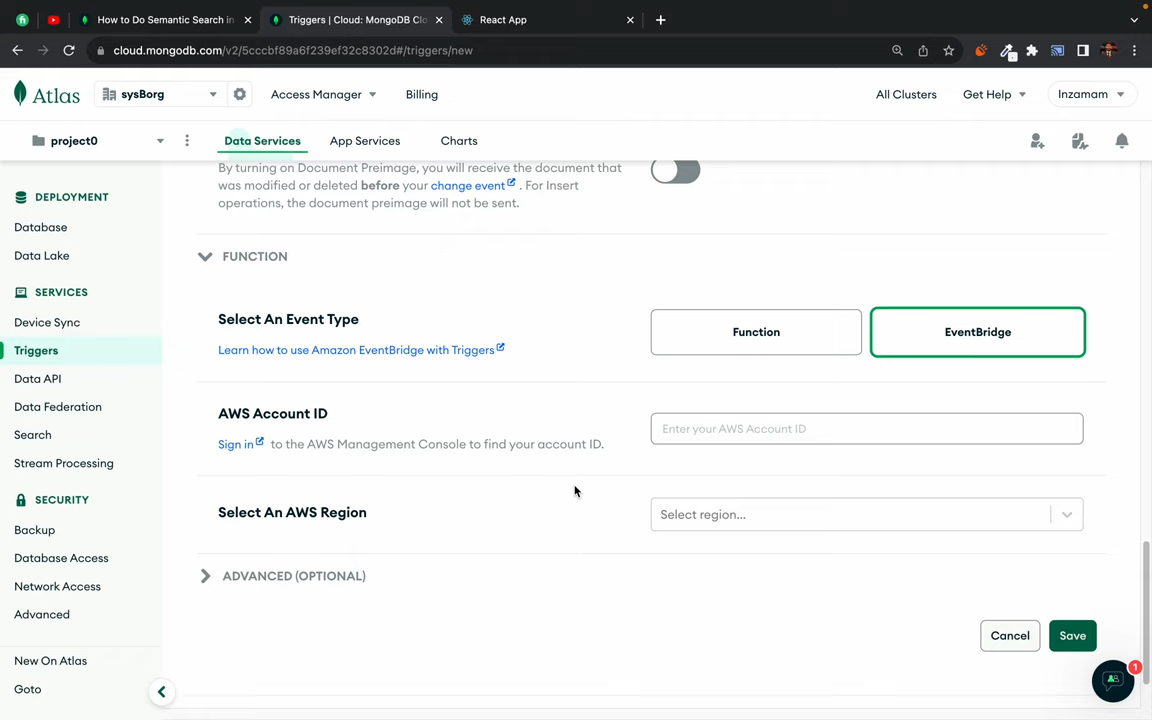 How to Do Semantic Search in
Triggers | Cloud: MongoDB Clo
React App
cloud.mongodb.com/v2/5cccbf89a6f239ef32c8302d#/triggers/new
Atlas
sysBorg
Access Manager
Billing
All Clusters
Get Help
Inzamam
project0
Data Services
App Services
Charts
DEPLOYMENT
Database
Data Lake
SERVICES
Device Sync
Triggers
Data API
Data Federation
Search
Stream Processing
SECURITY
Backup
Database Access
Network Access
Advanced
New On Atlas
Goto
By turning on Document Preimage, you will receive the document that
was modified or deleted before your change event . For Insert
operations, the document preimage will not be sent.
FUNCTION
Select An Event Type
Learn how to use Amazon EventBridge with Triggers
Function
EventBridge
AWS Account ID
Sign in to the AWS Management Console to find your account ID.
Enter your AWS Account ID
Select An AWS Region
Select region...
ADVANCED (OPTIONAL)
Cancel
Save
1